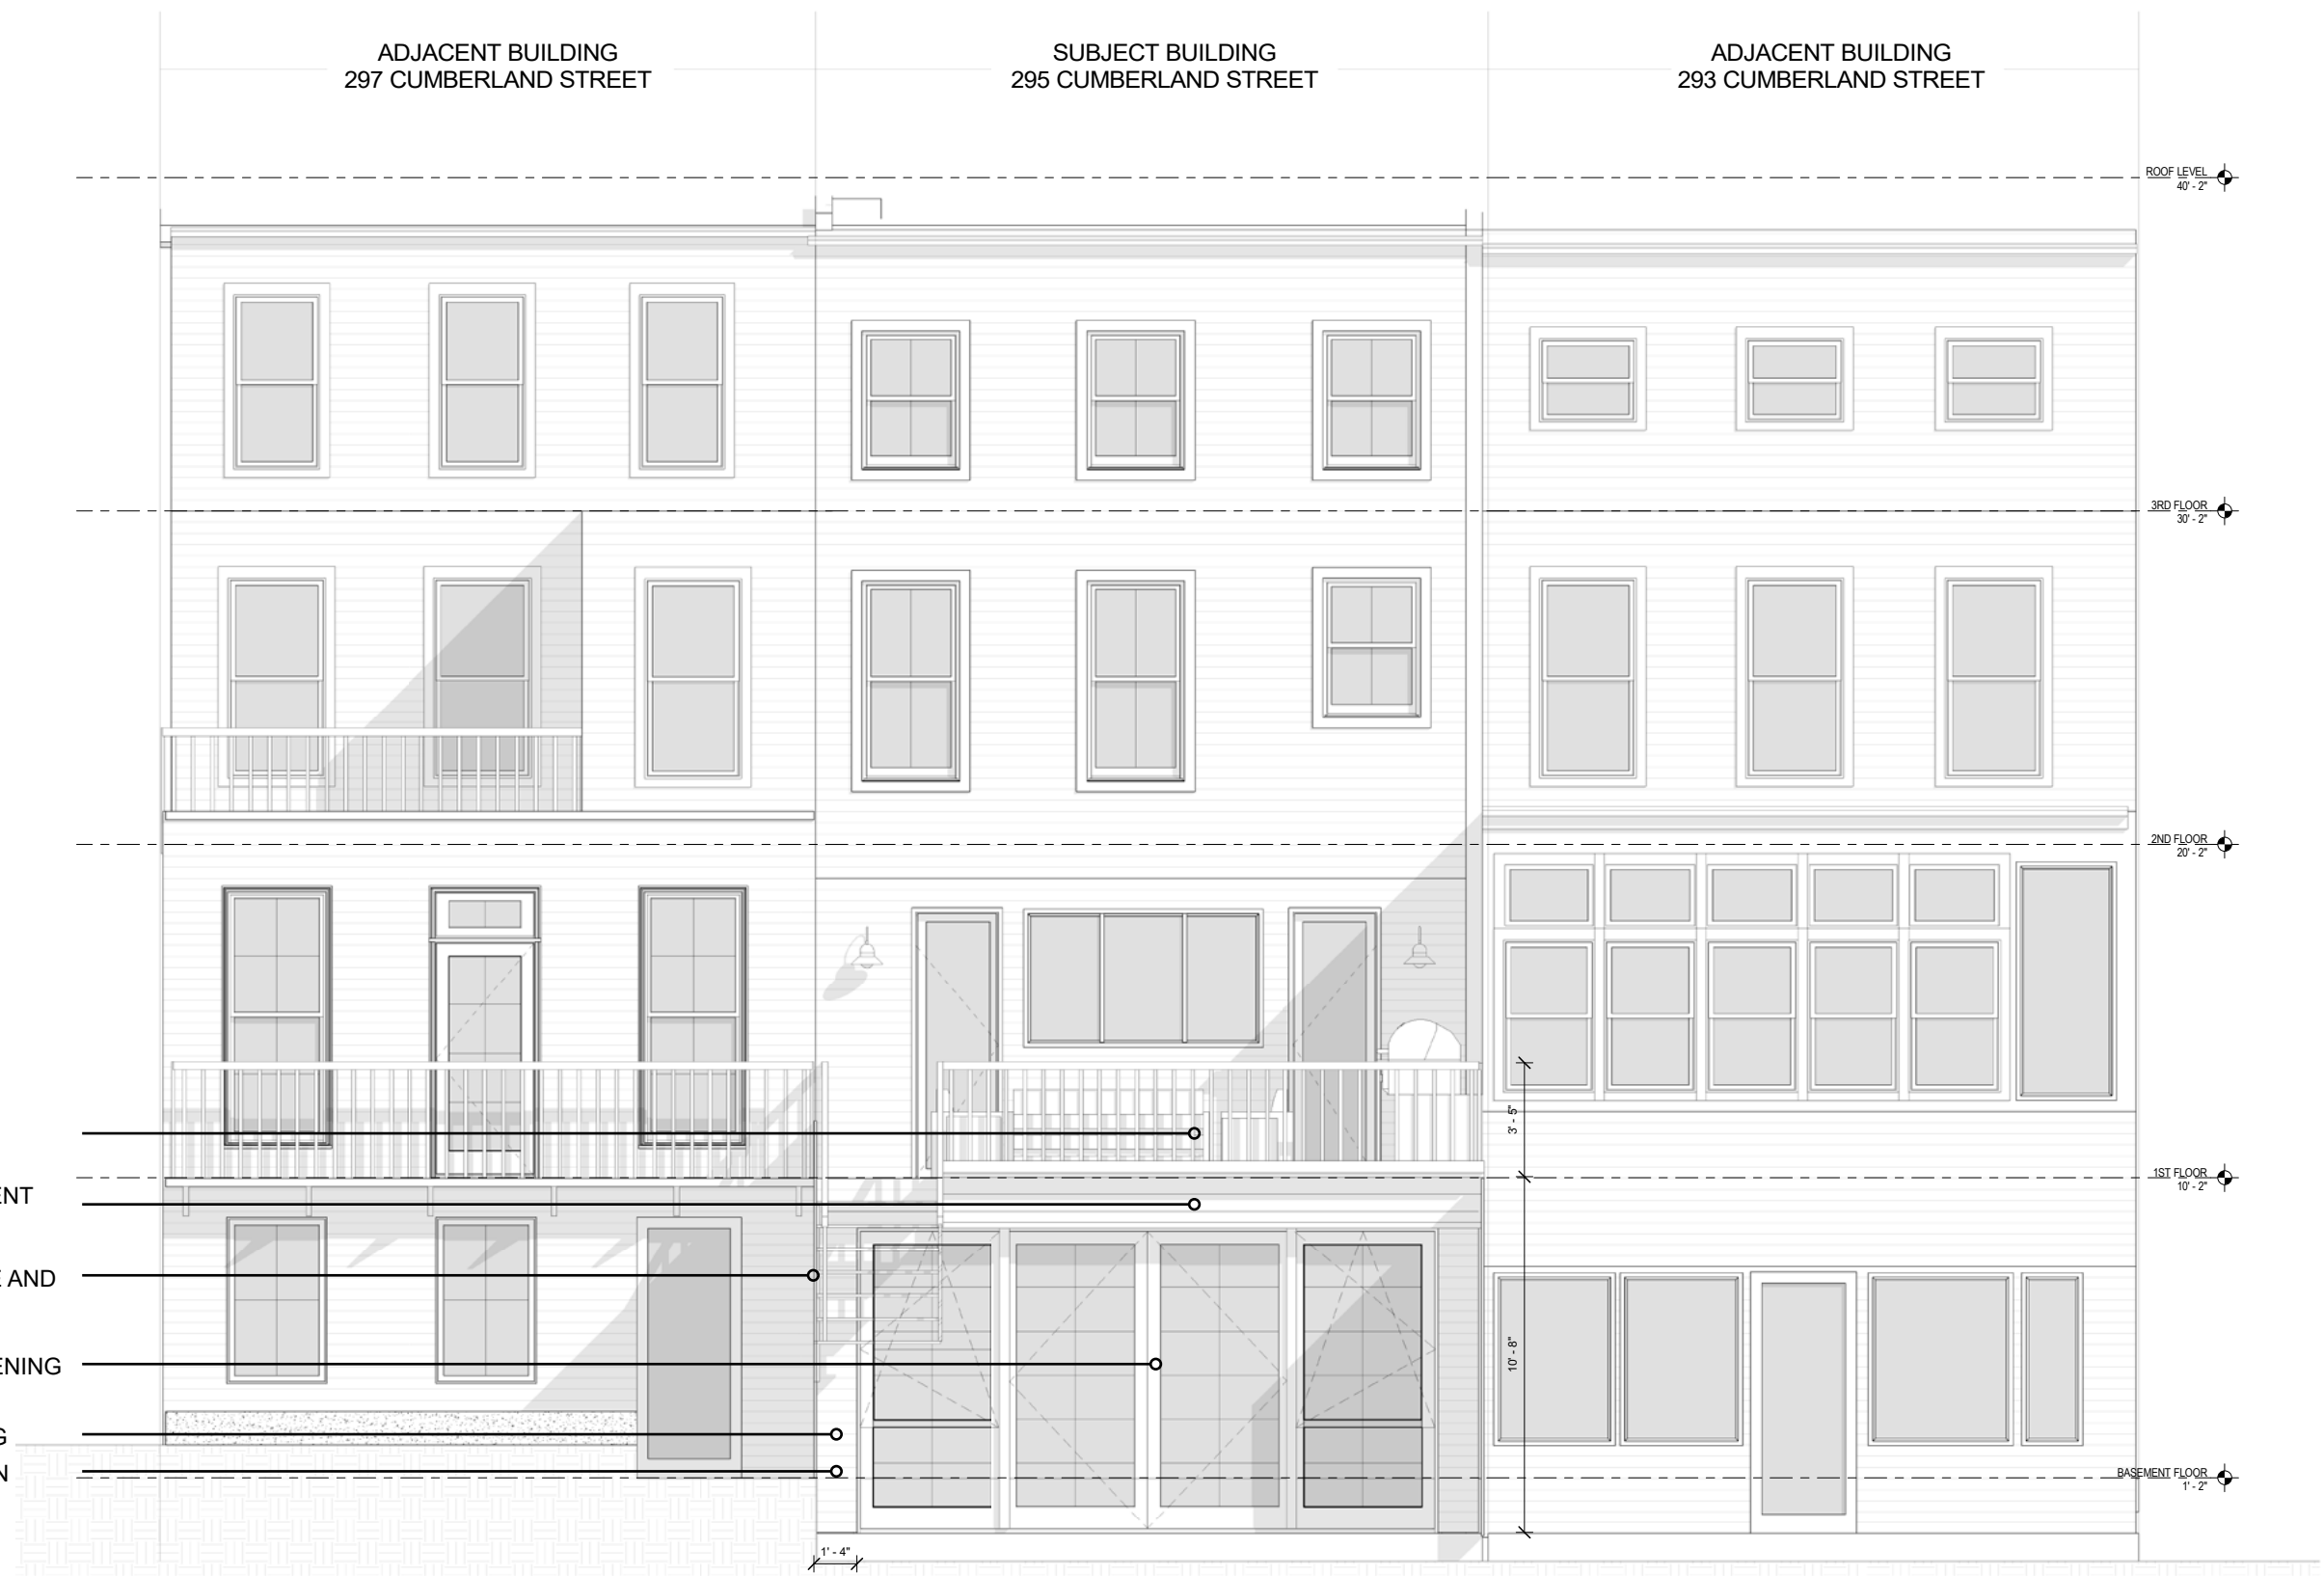 ADJACENT BUILDING
297 CUMBERLAND STREET
SUBJECT BUILDING
295 CUMBERLAND STREET
ADJACENT BUILDING
293 CUMBERLAND STREET
ROOF LEVEL
40' - 2"
3RD FLOOR
30' - 2"
2ND FLOOR
20' - 2"
3' - 5"
ENT
1ST FLOOR
10' - 2"
E AND
10' - 8"
ENING
G
N
BASEMENT FLOOR
1' - 2"
1' - 4"